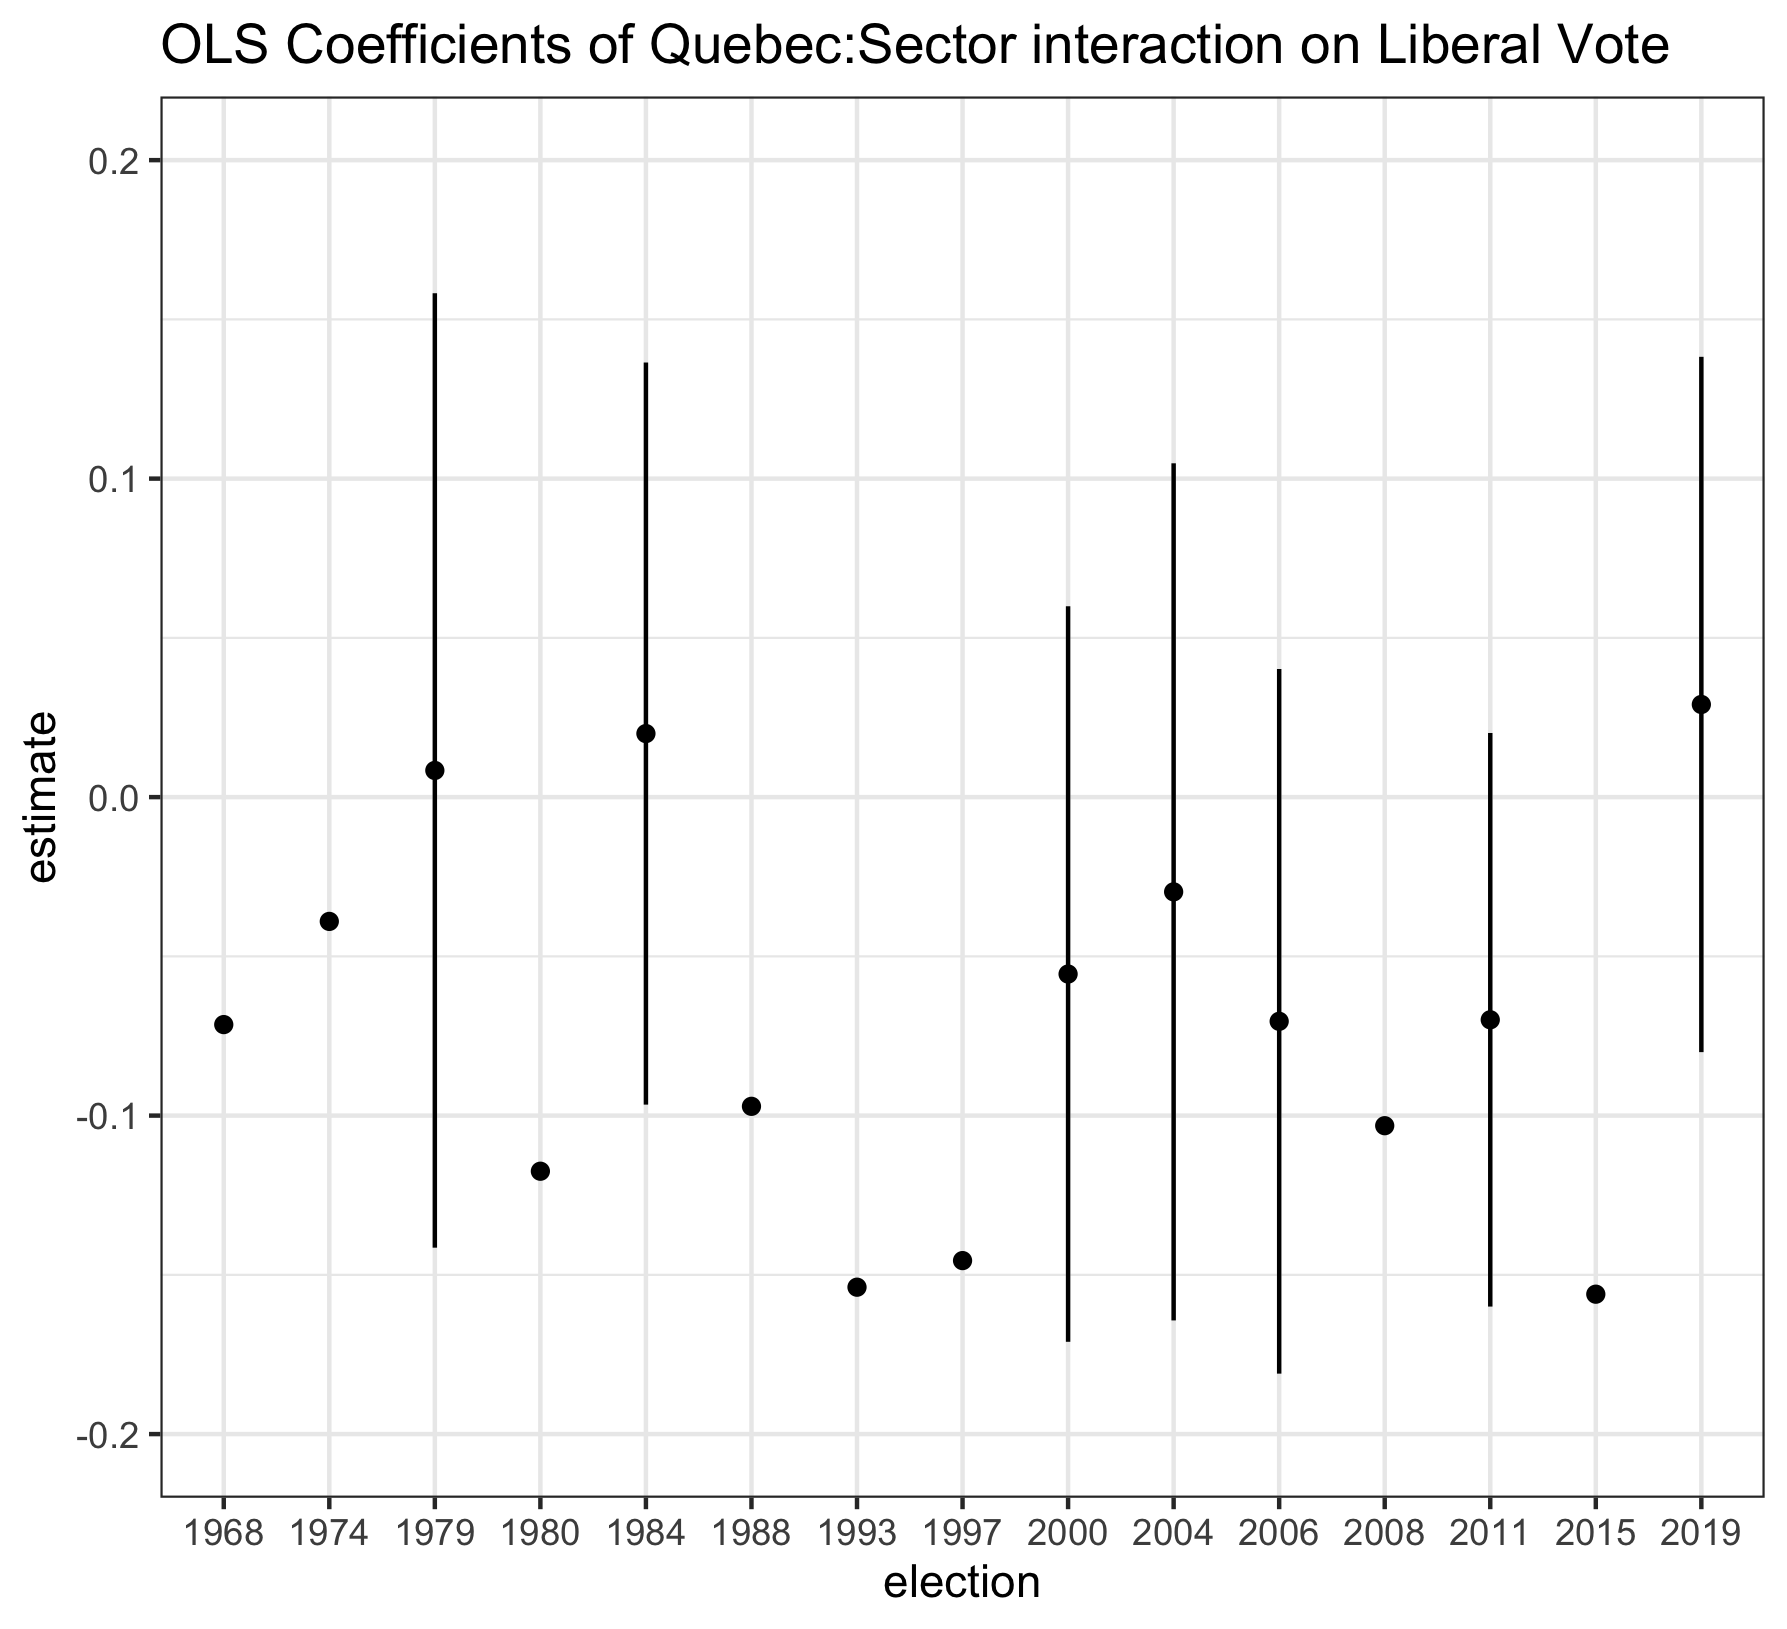 OLS Coefficients of Quebec:Sector interaction on Liberal Vote
0.2
0.1
0.0
-0.1
-0.2
estimate
1968 1974 1979 1980 1984 1988 1993 1997 2000 2004 2006 2008 2011 2015 2019
election